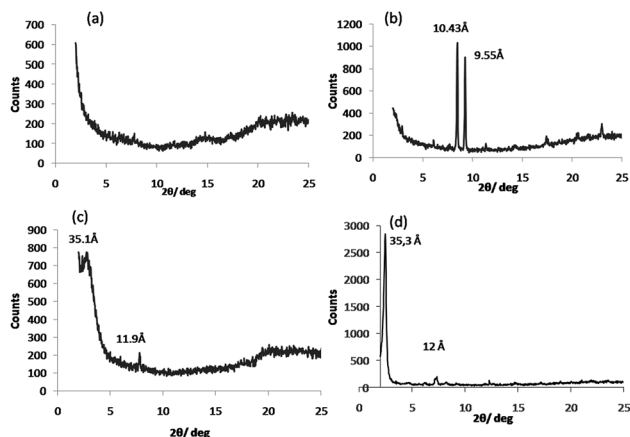 (a)
Counts
700
600
500
400
300
200
100
0
0 5 10 15 20 25
2θ/ deg
(b)
Counts
1200
1000
800
600
400
200
0
10.43Å
9.55Å
0 5 10 15 20 25
2θ/ deg
(c)
Counts
900
800
700
600
500
400
300
200
100
0
35.1Å
11.9Å
0 5 10 15 20 25
2θ/ deg
(d)
Counts
3000
2500
2000
1500
1000
500
0
35,3 Å
12 Å
0 5 10 15 20 25
2θ/ deg